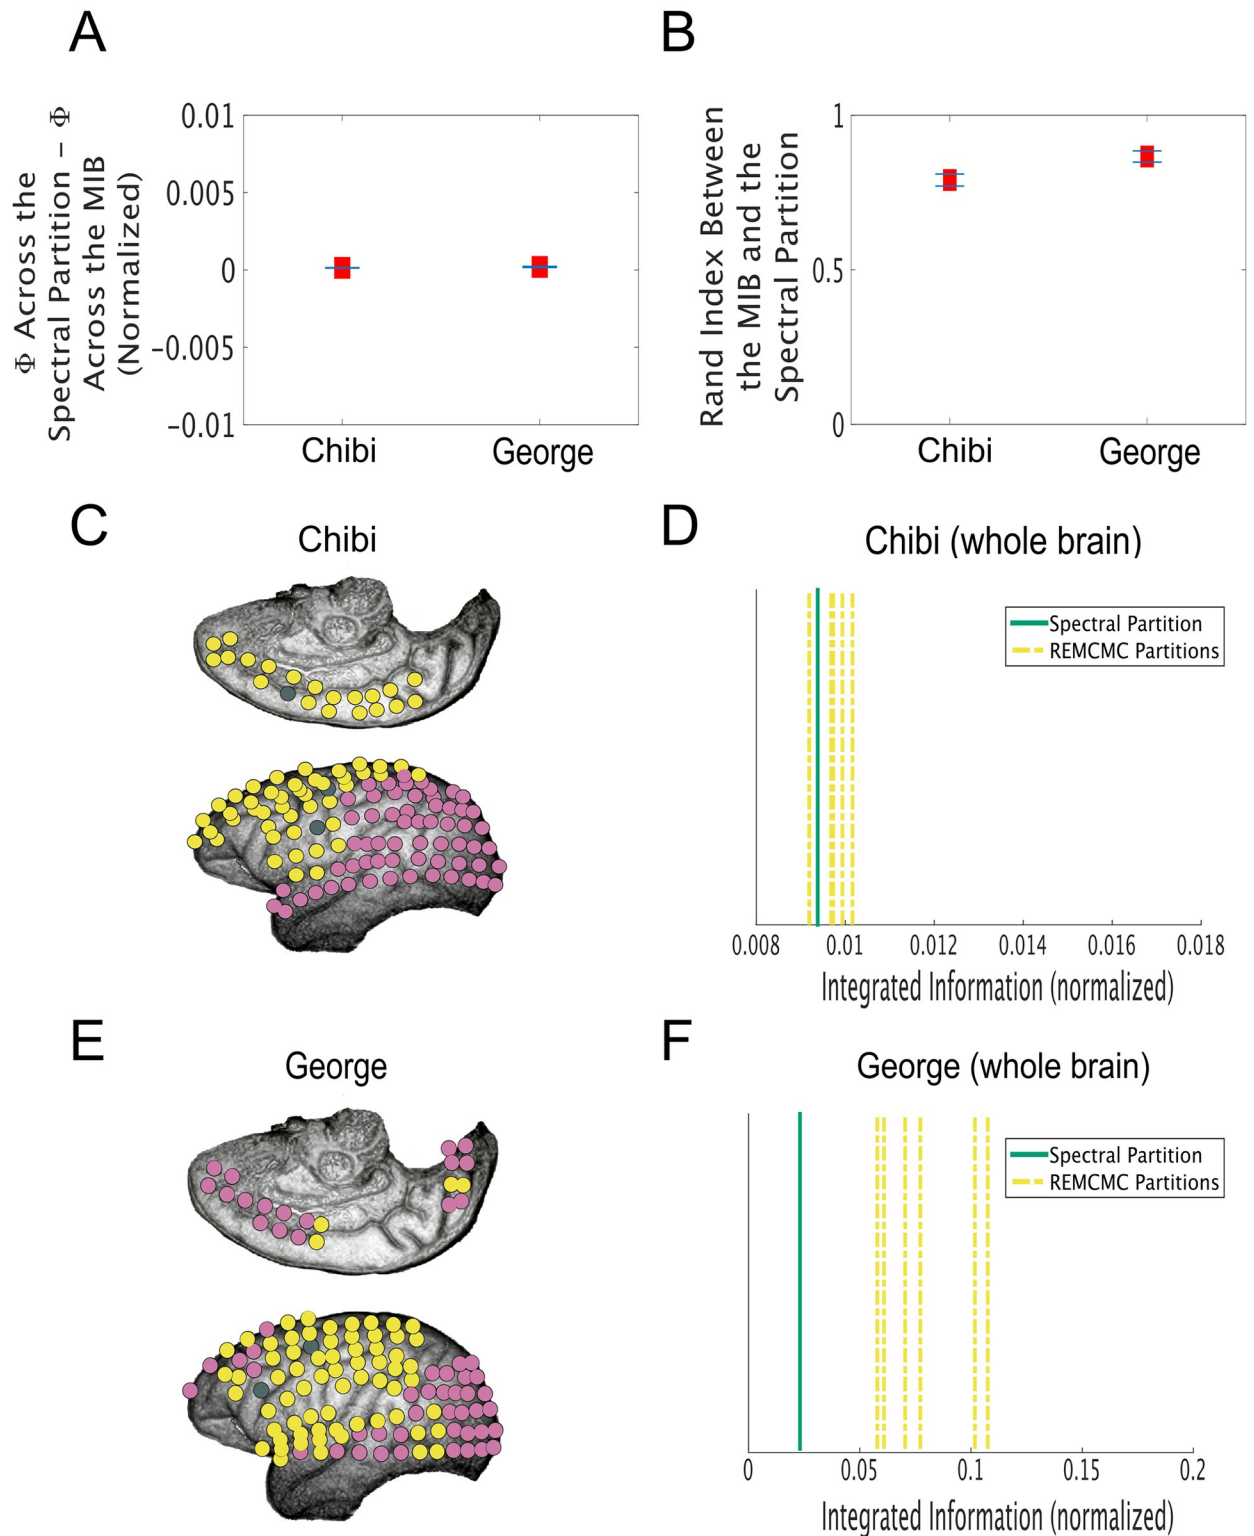 A
Φ Across the
Spectral Partition – Φ
Across the MIB
(Normalized)
0.01
0.005
0
−0.005
−0.01
Chibi
George
B
Rand Index Between
the MIB and the
Spectral Partition
1
0.5
0
Chibi
George
C
Chibi
D
Chibi (whole brain)
Spectral Partition
REMCMC Partitions
0.008
0.01
0.012
0.014
0.016
0.018
Integrated Information (normalized)
E
George
F
George (whole brain)
Spectral Partition
REMCMC Partitions
0
0.05
0.1
0.15
0.2
Integrated Information (normalized)